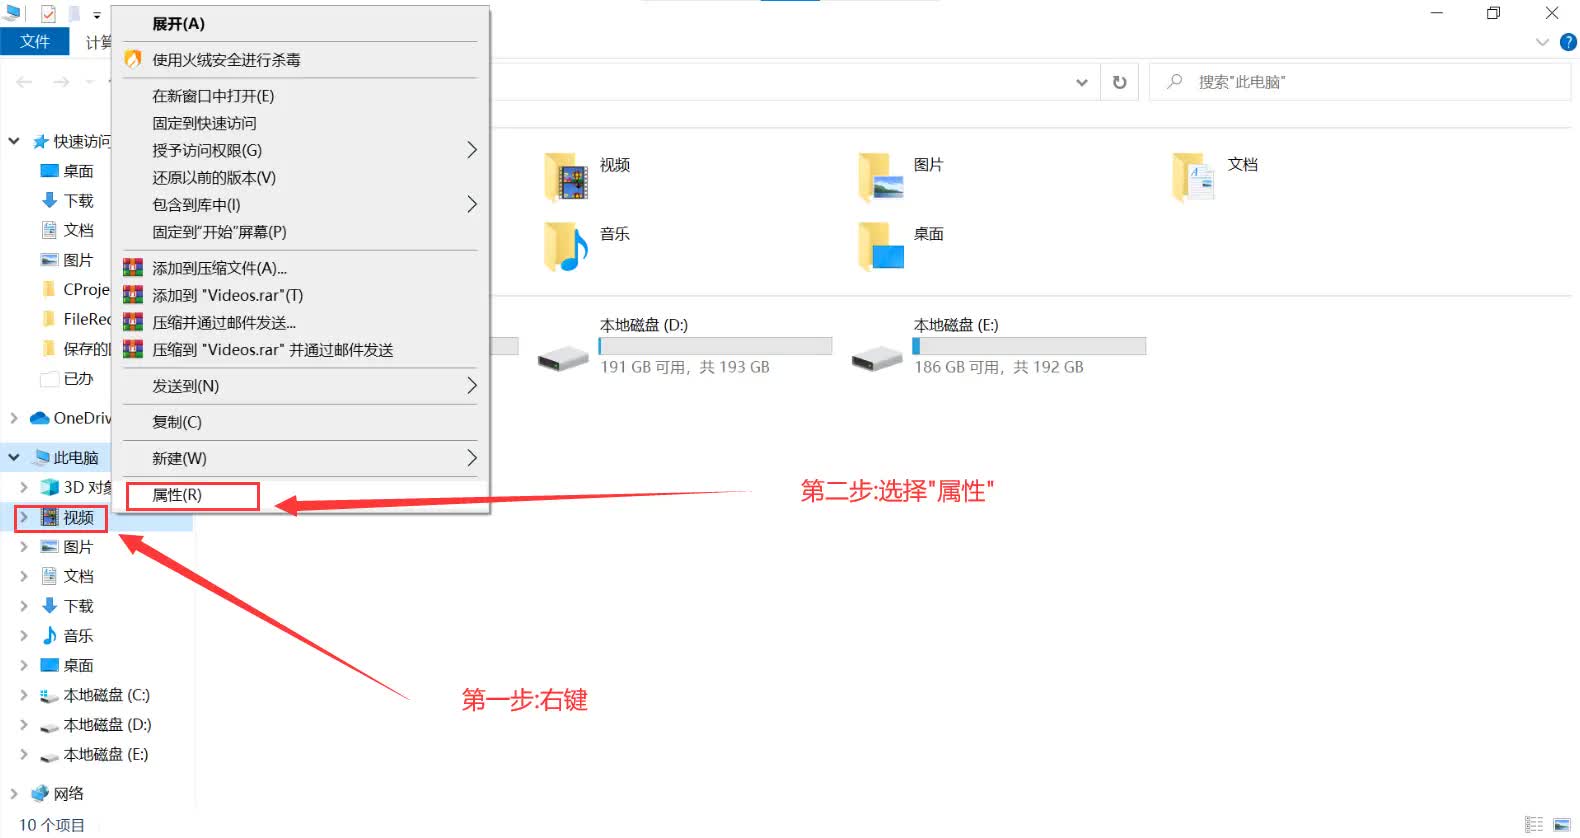 文件
计算
搜索"此电脑"
展开(A)
使用火绒安全进行杀毒
在新窗口中打开(E)
固定到快速访问
授予访问权限(G)
还原以前的版本(V)
包含到库中(I)
固定到"开始"屏幕(P)
添加到压缩文件(A)...
添加到 "Videos.rar"(T)
压缩并通过邮件发送...
压缩到 "Videos.rar" 并通过邮件发送
发送到(N)
复制(C)
新建(W)
属性(R)
快速访问
桌面
下载
文档
图片
CProje
FileRec
保存的
已办
OneDriv
此电脑
3D 对象
视频
图片
文档
下载
音乐
桌面
本地磁盘 (C:)
本地磁盘 (D:)
本地磁盘 (E:)
网络
10 个项目
视频
图片
文档
音乐
桌面
本地磁盘 (D:)
191 GB 可用，共 193 GB
本地磁盘 (E:)
186 GB 可用，共 192 GB
第二步:选择"属性"
第一步:右键